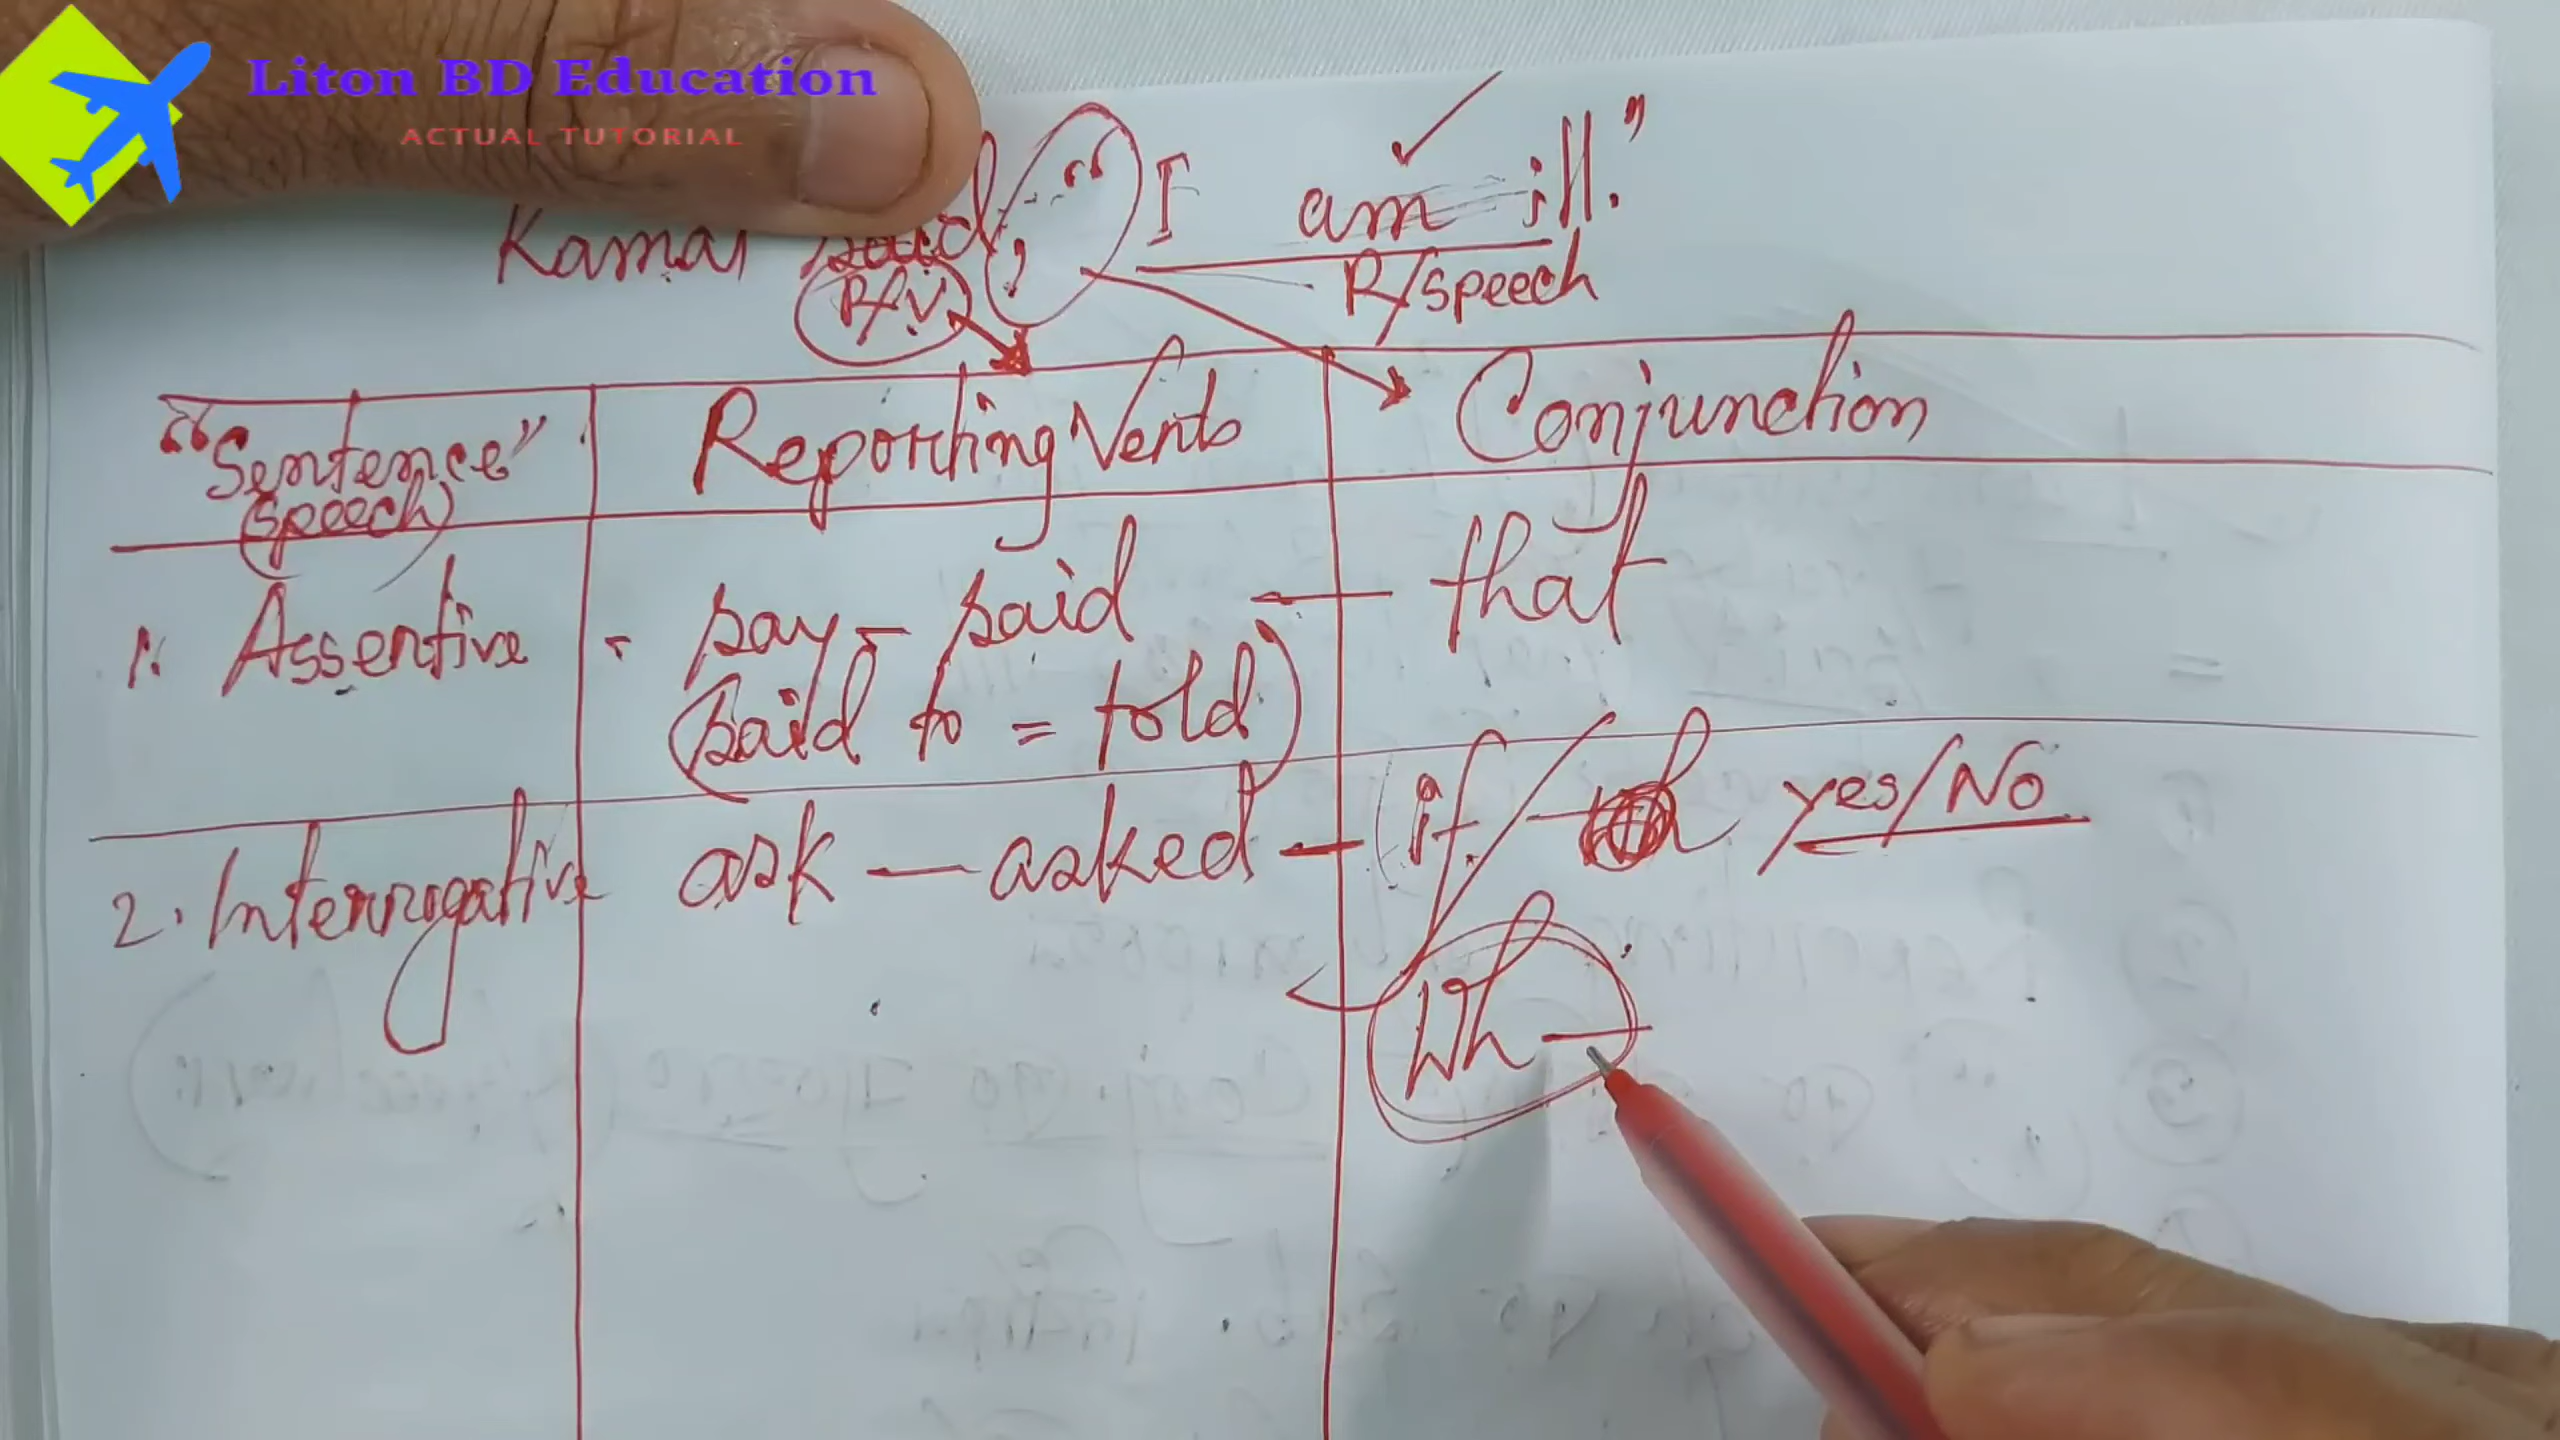 Liton BD Education
ACTUAL TUTORIAL
Kamal said, "I am ill."
R/V R/speech
"Sentence" Reporting Verb Conjunction
(speech)
1. Assertive - say - said - that
(said to = told)
2. Interrogative ask - asked - (if / yes/No
Wh -